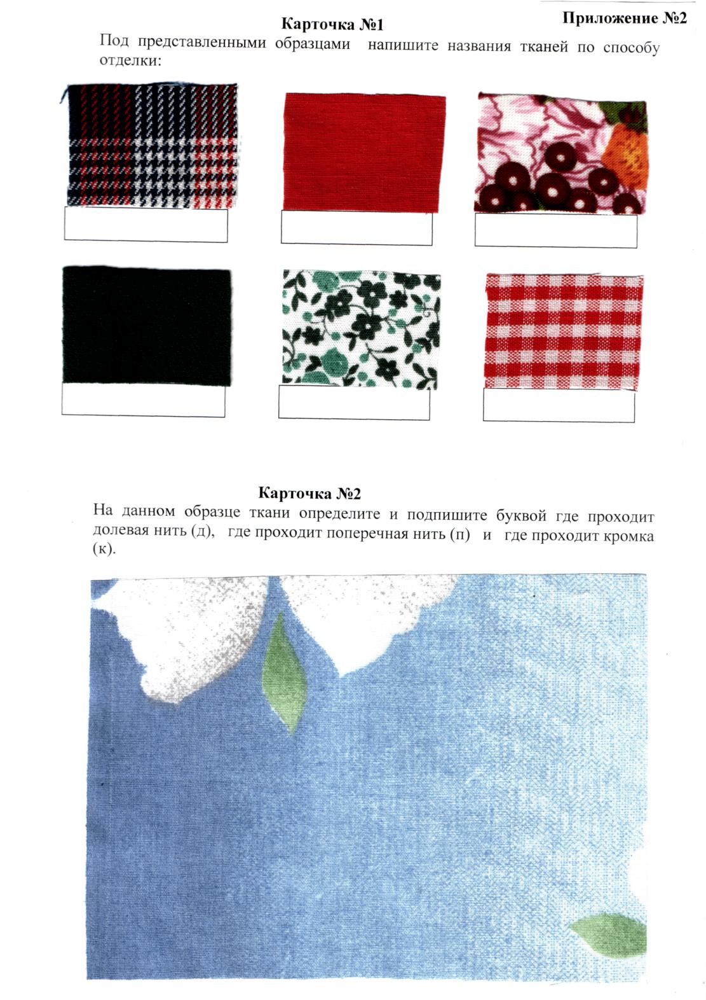 Приложение №2
Карточка №1
Под представленными образцами напишите названия тканей по способу
отделки:
Карточка №2
На данном образце ткани определите и подпишите буквой где проходит
долевая нить (д), где проходит поперечная нить (п) и где проходит кромка
(к).